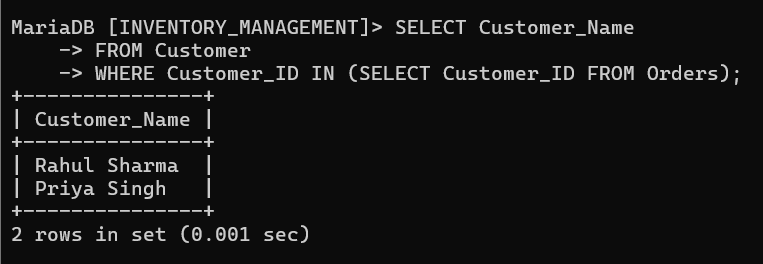 MariaDB [INVENTORY_MANAGEMENT]> SELECT Customer_Name
    -> FROM Customer
    -> WHERE Customer_ID IN (SELECT Customer_ID FROM Orders);
+---------------+
| Customer_Name |
+---------------+
| Rahul Sharma  |
| Priya Singh   |
+---------------+
2 rows in set (0.001 sec)